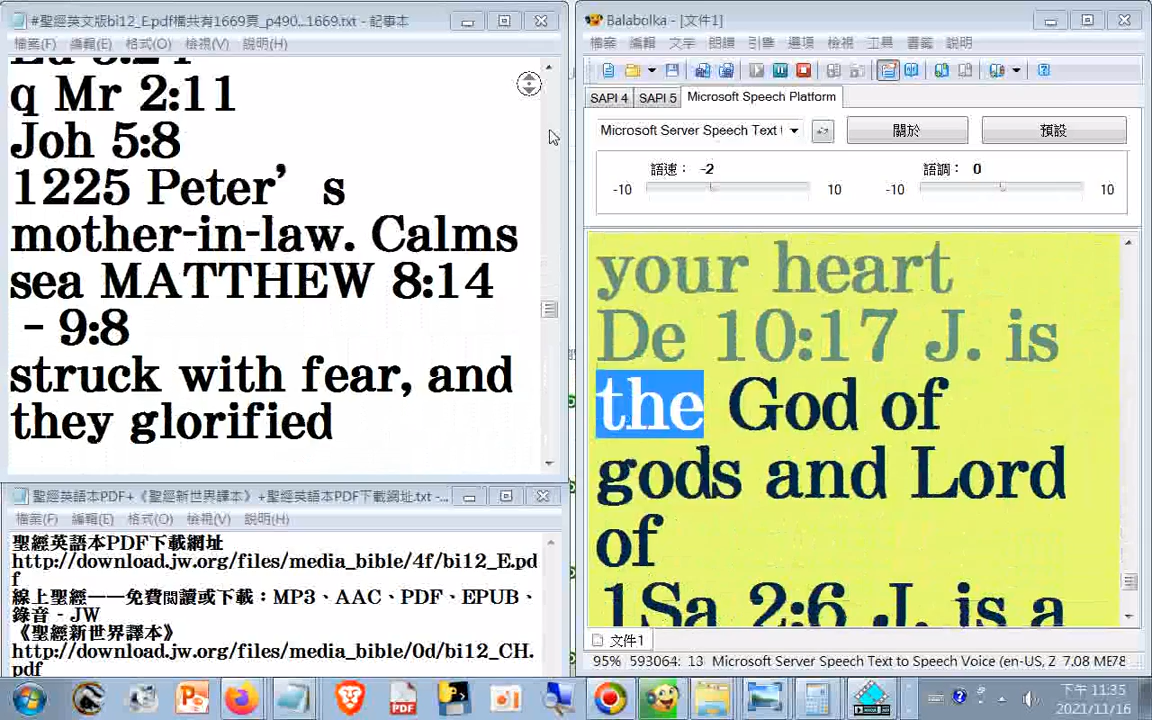 #聖經英文版bi12_E.pdf檔共有1669頁_p490...1669.txt - 記事本
檔案(F) 編輯(E) 格式(O) 檢視(V) 說明(H)
q Mr 2:11
Joh 5:8
1225 Peter’s
mother-in-law. Calms
sea MATTHEW 8:14
– 9:8
struck with fear, and
they glorified
聖經英語本PDF+《聖經新世界譯本》+聖經英語本PDF下載網址.txt - ...
檔案(F) 編輯(E) 格式(O) 檢視(V) 說明(H)
聖經英語本PDF下載網址
http://download.jw.org/files/media_bible/4f/bi12_E.pd
f
線上聖經——免費閱讀或下載：MP3、AAC、PDF、EPUB、
錄音 - JW
《聖經新世界譯本》
http://download.jw.org/files/media_bible/0d/bi12_CH.
pdf
Balabolka - [文件1]
檔案 編輯 文字 朗讀 引擎 選項 檢視 工具 書籤 說明
SAPI 4 SAPI 5 Microsoft Speech Platform
Microsoft Server Speech Text 關於 預設
語速： -2 語調： 0
-10 10 -10 10
your heart
De 10:17 J. is
the God of
gods and Lord
of
1Sa 2:6 J. is a
文件1
95% 593064: 13 Microsoft Server Speech Text to Speech Voice (en-US, Z 7.08 ME78
下午 11:35
2021/11/16